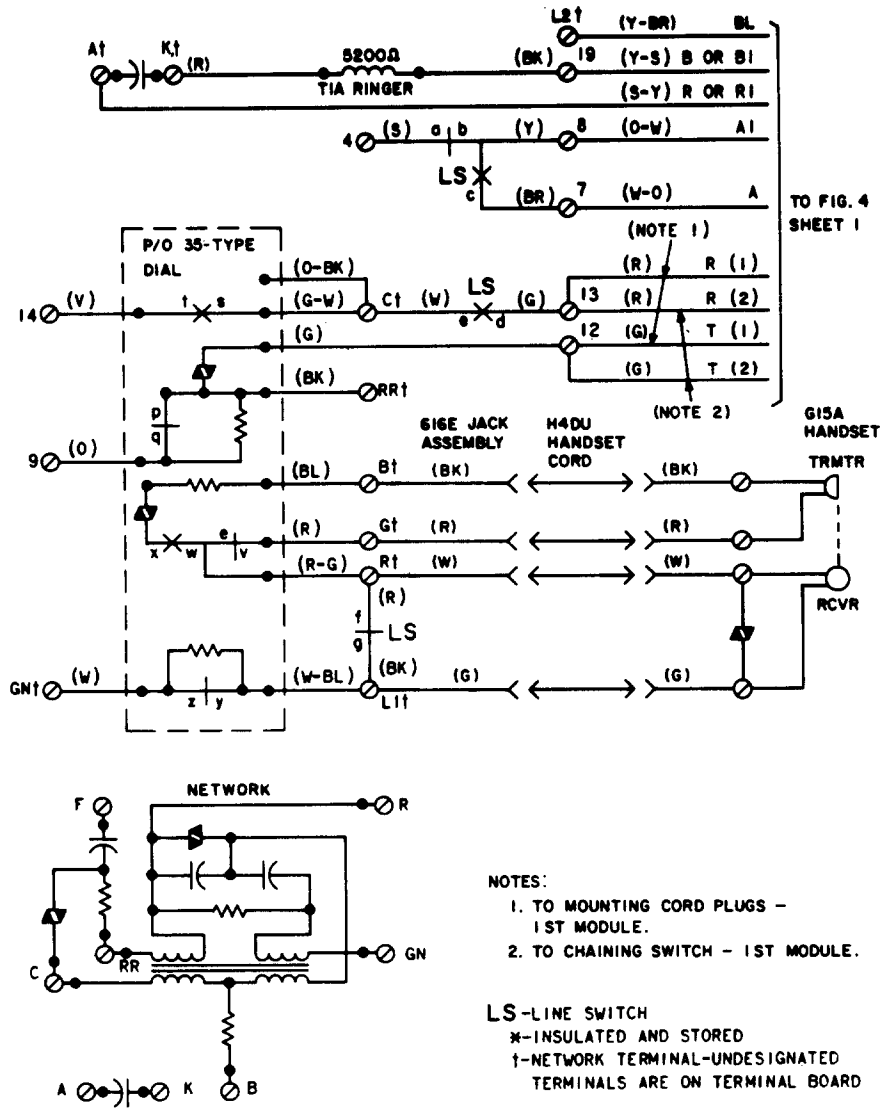 L2† (Y-BR) BL
A† K,† (R) 5200Ω (BK) 19 (Y-S) B OR B1
T1A RINGER
(S-Y) R OR R1
4 (S) a b (Y) 8 (O-W) A1
LS
c (BR) 7 (W-O) A
TO FIG. 4
SHEET 1
(NOTE 1)
P/O 35-TYPE
DIAL
(O-BK) (R) R (1)
14 (V) t s (G-W) C† (W) LS e d (G) 13 (R) R (2)
(G) 12 (G) T (1)
(G) T (2)
(BK) RR†
(NOTE 2)
p
q
9 (O)
616E JACK
ASSEMBLY
H4DU
HANDSET
CORD
G15A
HANDSET
(BL) B† (BK) (BK) TRMTR
x w e v (R) G† (R) (R)
(R-G) R† (W) (W)
RCVR
(R)
f
g LS
(BK)
GN† (W) z y (W-BL) L1† (G) (G)
NETWORK
F R
RR GN
C
A K B
NOTES:
1. TO MOUNTING CORD PLUGS -
1ST MODULE.
2. TO CHAINING SWITCH - 1ST MODULE.
LS -LINE SWITCH
*-INSULATED AND STORED
†-NETWORK TERMINAL-UNDESIGNATED
TERMINALS ARE ON TERMINAL BOARD